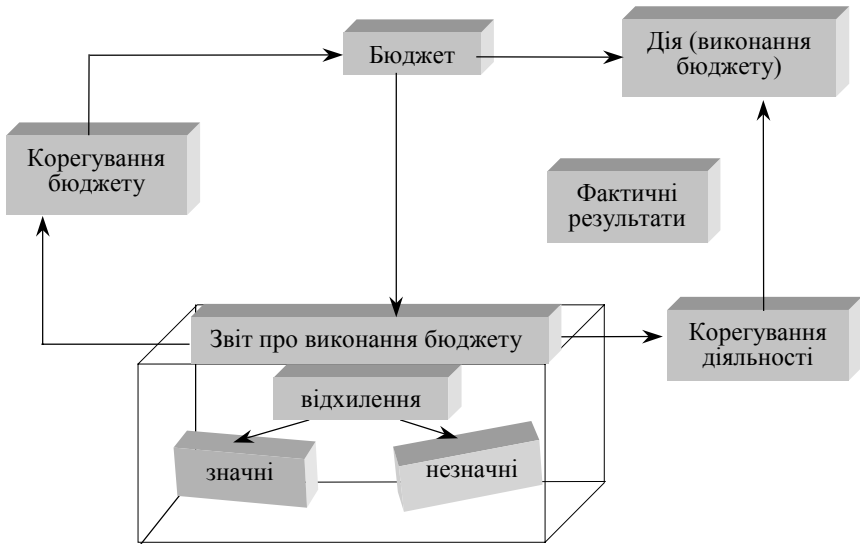 Бюджет
Дія (виконання
бюджету)
Корегування
бюджету
Фактичні
результати
Звіт про виконання бюджету
Корегування
діяльності
відхилення
значні
незначні